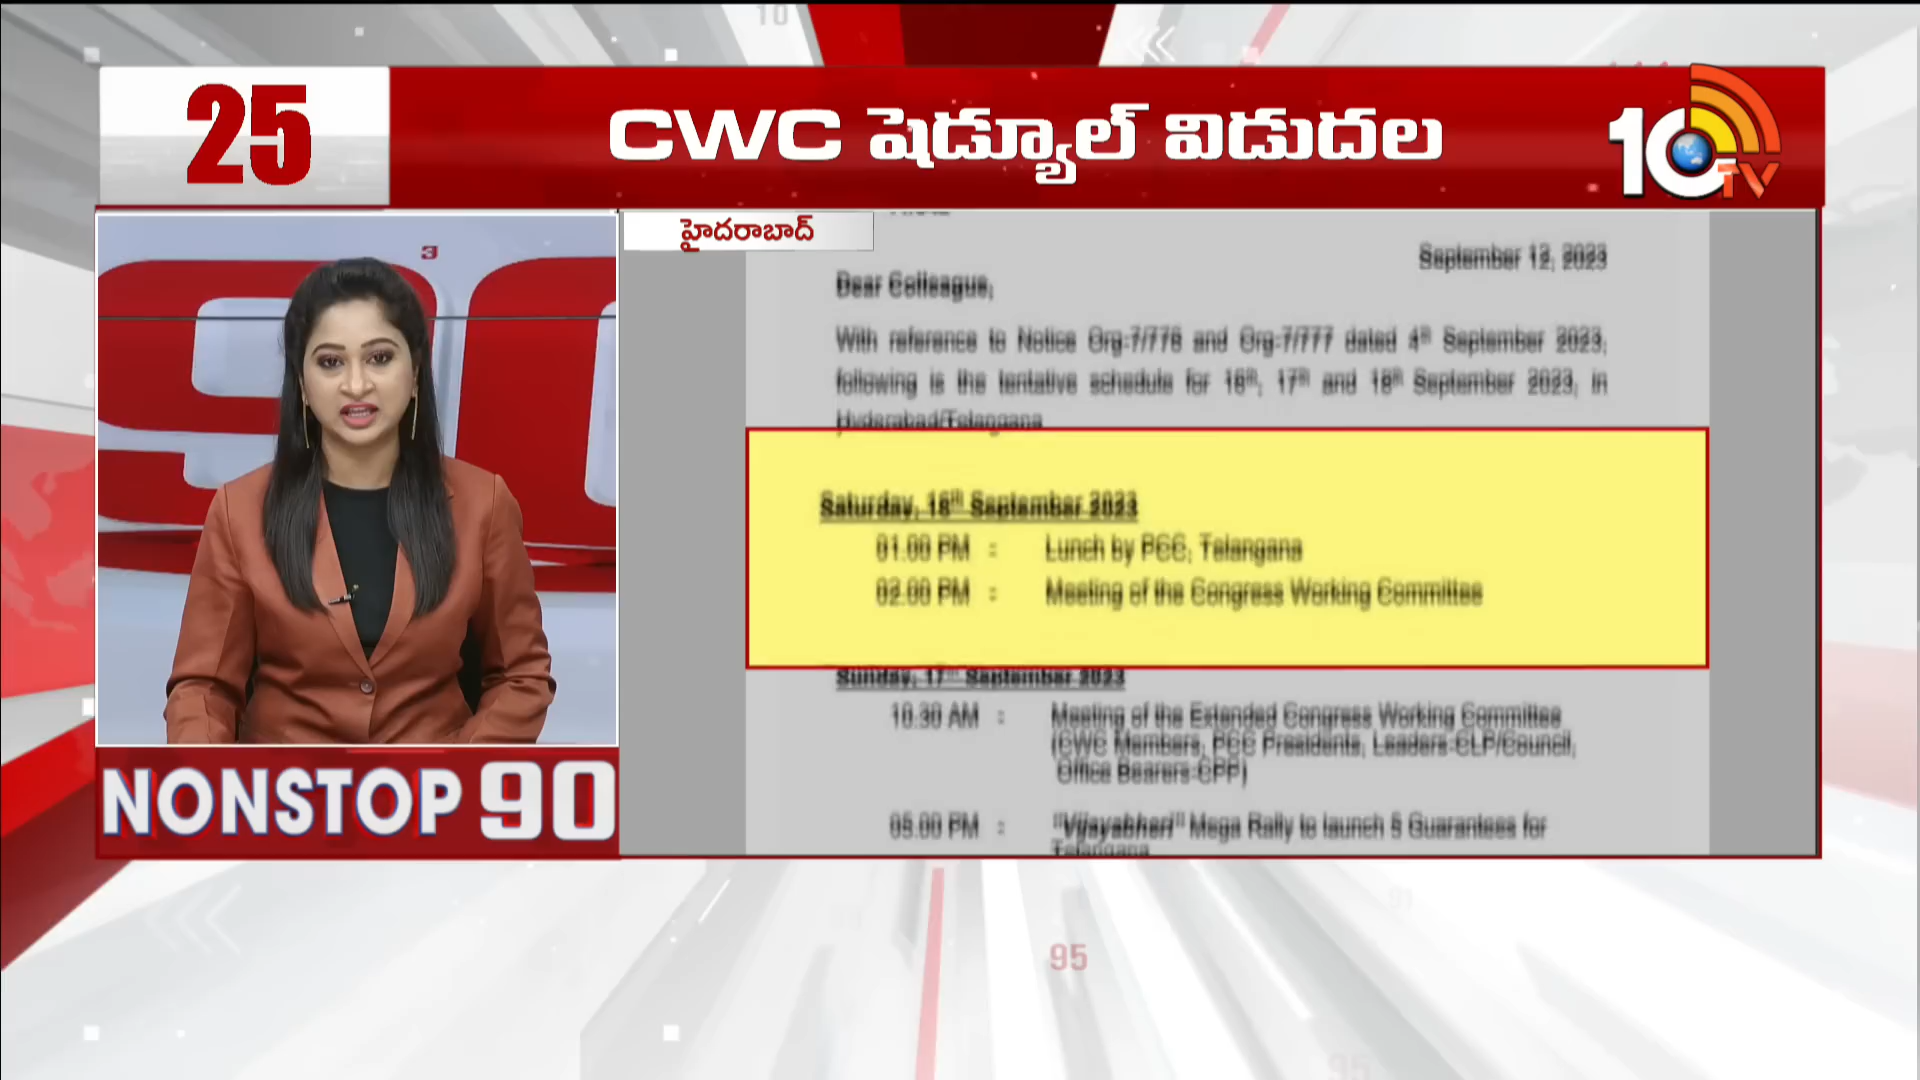 25
CWC షెడ్యూల్ విడుదల
10TV
హైదరాబాద్
3
September 12, 2023
Dear Colleague,
With reference to Notice Org-7/776 and Org-7/777 dated 4th September 2023,
following is the tentative schedule for 16th, 17th and 18th September 2023, in
Hyderabad/Telangana
Saturday, 16th September 2023
01.00 PM : Lunch by PCC, Telangana
02.00 PM : Meeting of the Congress Working Committee
Sunday, 17th September 2023
10.30 AM : Meeting of the Extended Congress Working Committee
(CWC Members, PCC Presidents, Leaders-CLP/Council,
Office Bearers-CPP)
05.00 PM : "Vijayabheri" Mega Rally to launch 5 Guarantees for
Telangana
NONSTOP 90
10
95
95